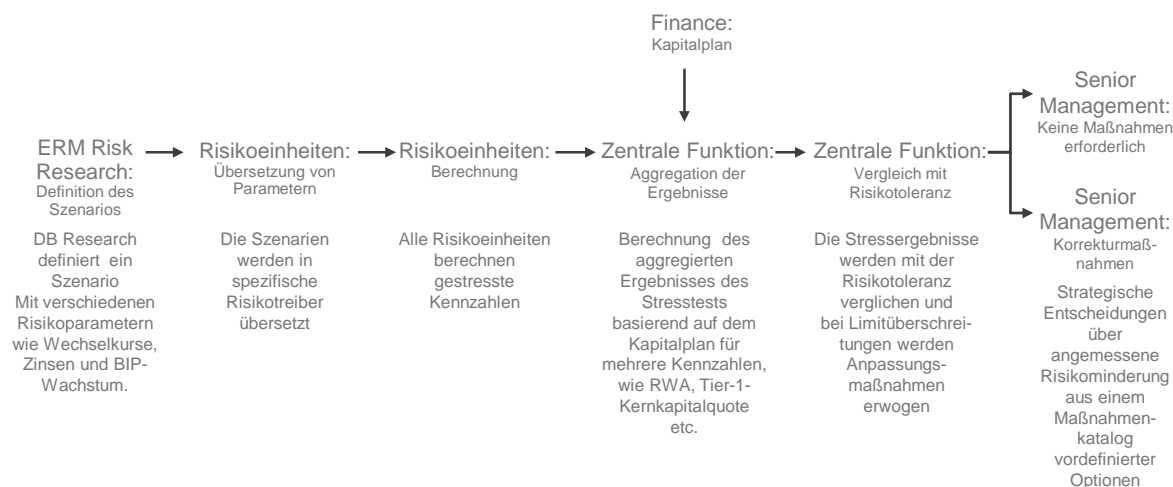 Finance:
Kapitalplan
ERM Risk
Research:
Definition des
Szenarios
DB Research
definiert ein
Szenario
Mit verschiedenen
Risikoparametern
wie Wechselkurse,
Zinsen und BIP-
Wachstum.
Risikoeinheiten:
Übersetzung von
Parametern
Die Szenarien
werden in
spezifische
Risikotreiber
übersetzt
Risikoeinheiten:
Berechnung
Alle Risikoeinheiten
berechnen
gestresste
Kennzahlen
Zentrale Funktion:
Aggregation der
Ergebnisse
Berechnung des
aggregierten
Ergebnisses des
Stresstests
basierend auf dem
Kapitalplan für
mehrere Kennzahlen,
wie RWA, Tier-1-
Kernkapitalquote
etc.
Zentrale Funktion:
Vergleich mit
Risikotoleranz
Die Stressergebnisse
werden mit der
Risikotoleranz
verglichen und
bei Limitüberschrei-
tungen werden
Anpassungs-
maßnahmen
erwogen
Senior
Management:
Keine Maßnahmen
erforderlich
Senior
Management:
Korrekturmaß-
nahmen
Strategische
Entscheidungen
über
angemessene
Risikominderung
aus einem
Maßnahmen-
katalog
vordefinierter
Optionen